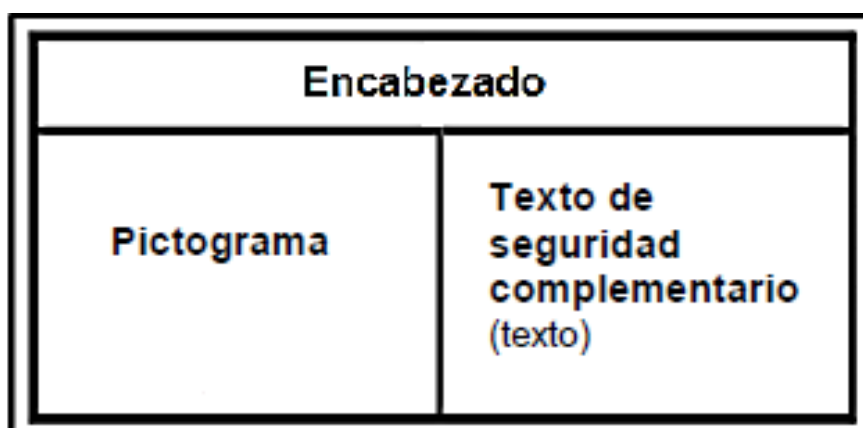 Encabezado
Pictograma
Texto de
seguridad
complementario
(texto)